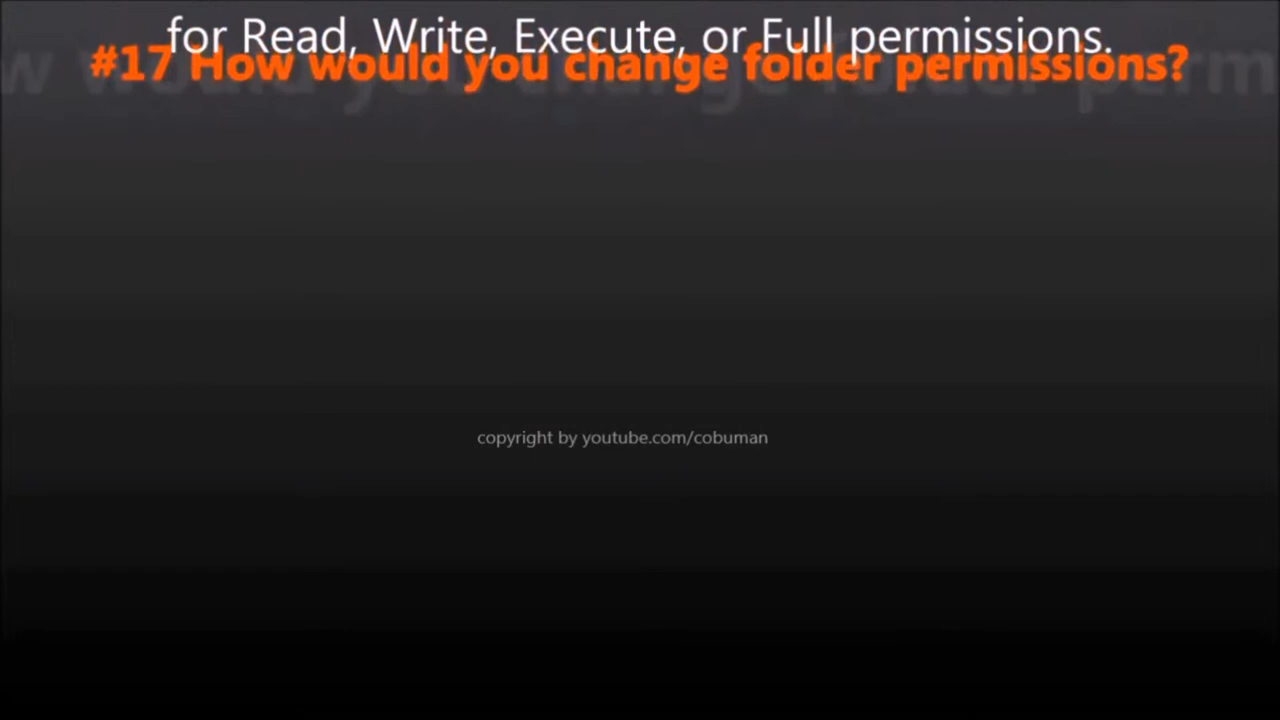 for Read, Write, Execute, or Full permissions.
#17 How would you change folder permissions?
copyright by youtube.com/cobuman